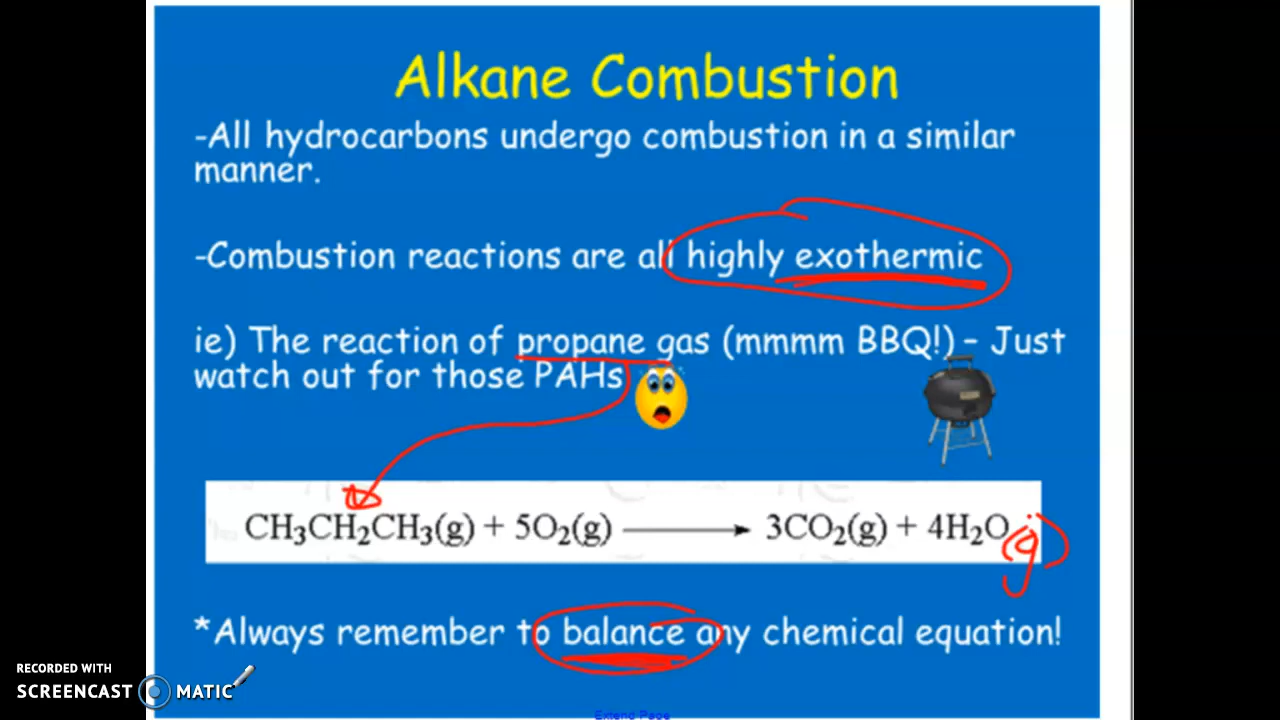 Alkane Combustion
-All hydrocarbons undergo combustion in a similar
manner.
-Combustion reactions are all highly exothermic
ie) The reaction of propane gas (mmmm BBQ!) – Just
watch out for those PAHs
CH₃CH₂CH₃(g) + 5O₂(g) ⟶ 3CO₂(g) + 4H₂O (g)
*Always remember to balance any chemical equation!
RECORDED WITH
SCREENCAST MATIC
Extend Page